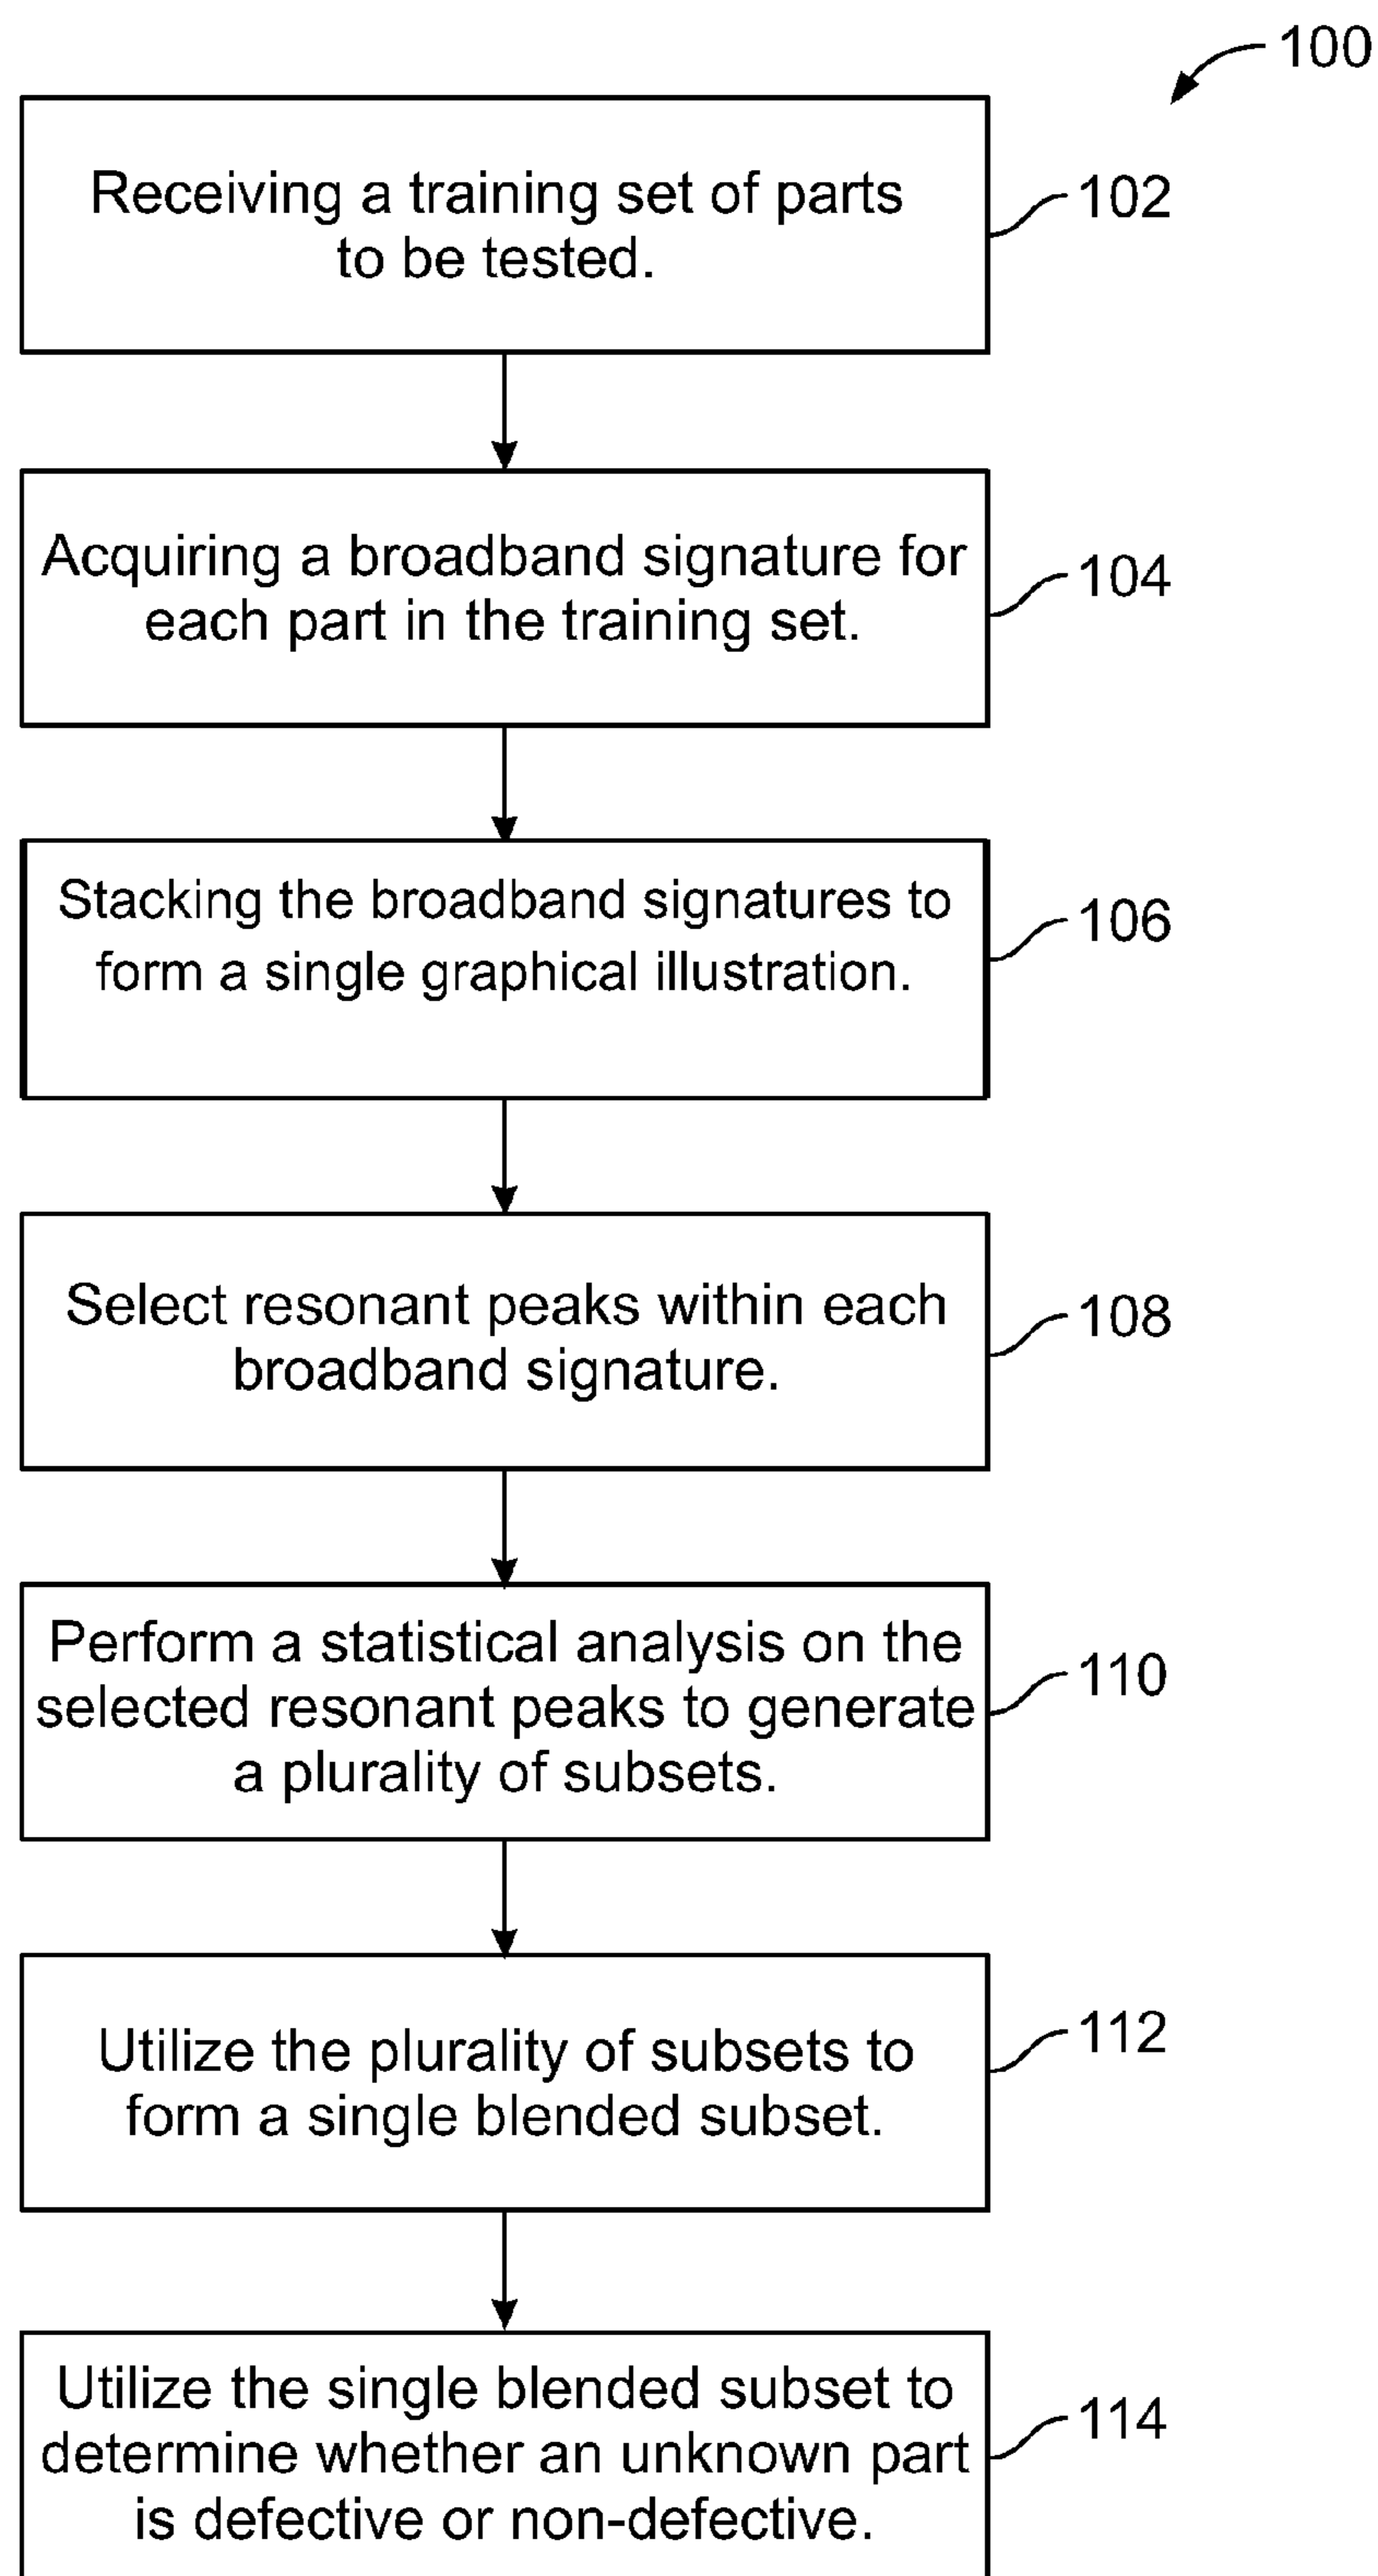 100
Receiving a training set of parts
to be tested.
102
Acquiring a broadband signature for
each part in the training set.
104
Stacking the broadband signatures to
form a single graphical illustration.
106
Select resonant peaks within each
broadband signature.
108
Perform a statistical analysis on the
selected resonant peaks to generate
a plurality of subsets.
110
Utilize the plurality of subsets to
form a single blended subset.
112
Utilize the single blended subset to
determine whether an unknown part
is defective or non-defective.
114